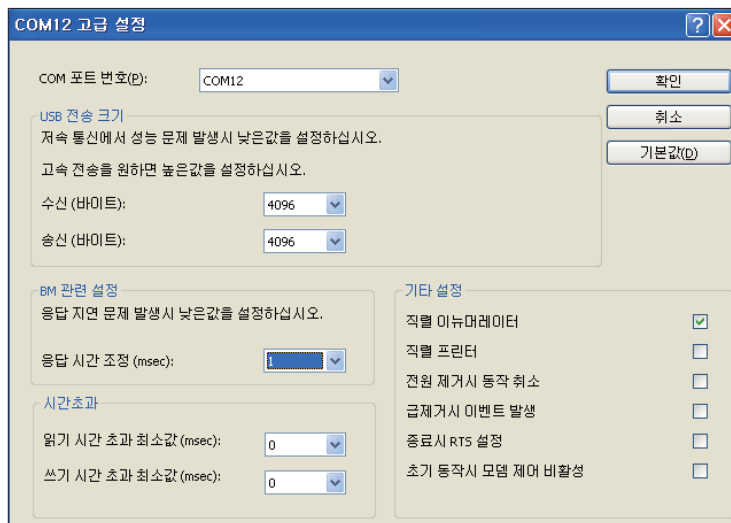 COM12 고급 설정
COM 포트 번호(P): COM12
확인
취소
기본값(D)
USB 전송 크기
저속 통신에서 성능 문제 발생시 낮은값을 설정하십시오.
고속 전송을 원하면 높은값을 설정하십시오.
수신 (바이트): 4096
송신 (바이트): 4096
BM 관련 설정
응답 지연 문제 발생시 낮은값을 설정하십시오.
응답 시간 조정 (msec): 1
시간초과
읽기 시간 초과 최소값 (msec): 0
쓰기 시간 초과 최소값 (msec): 0
기타 설정
직렬 이뉴머레이터
직렬 프린터
전원 제거시 동작 취소
급제거시 이벤트 발생
종료시 RTS 설정
초기 동작시 모뎀 제어 비활성